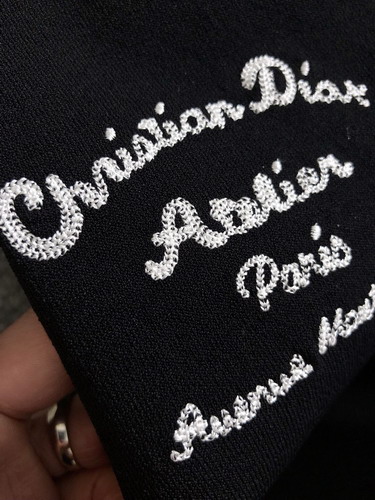 Christian Dior
Atelier
Paris
Avenue